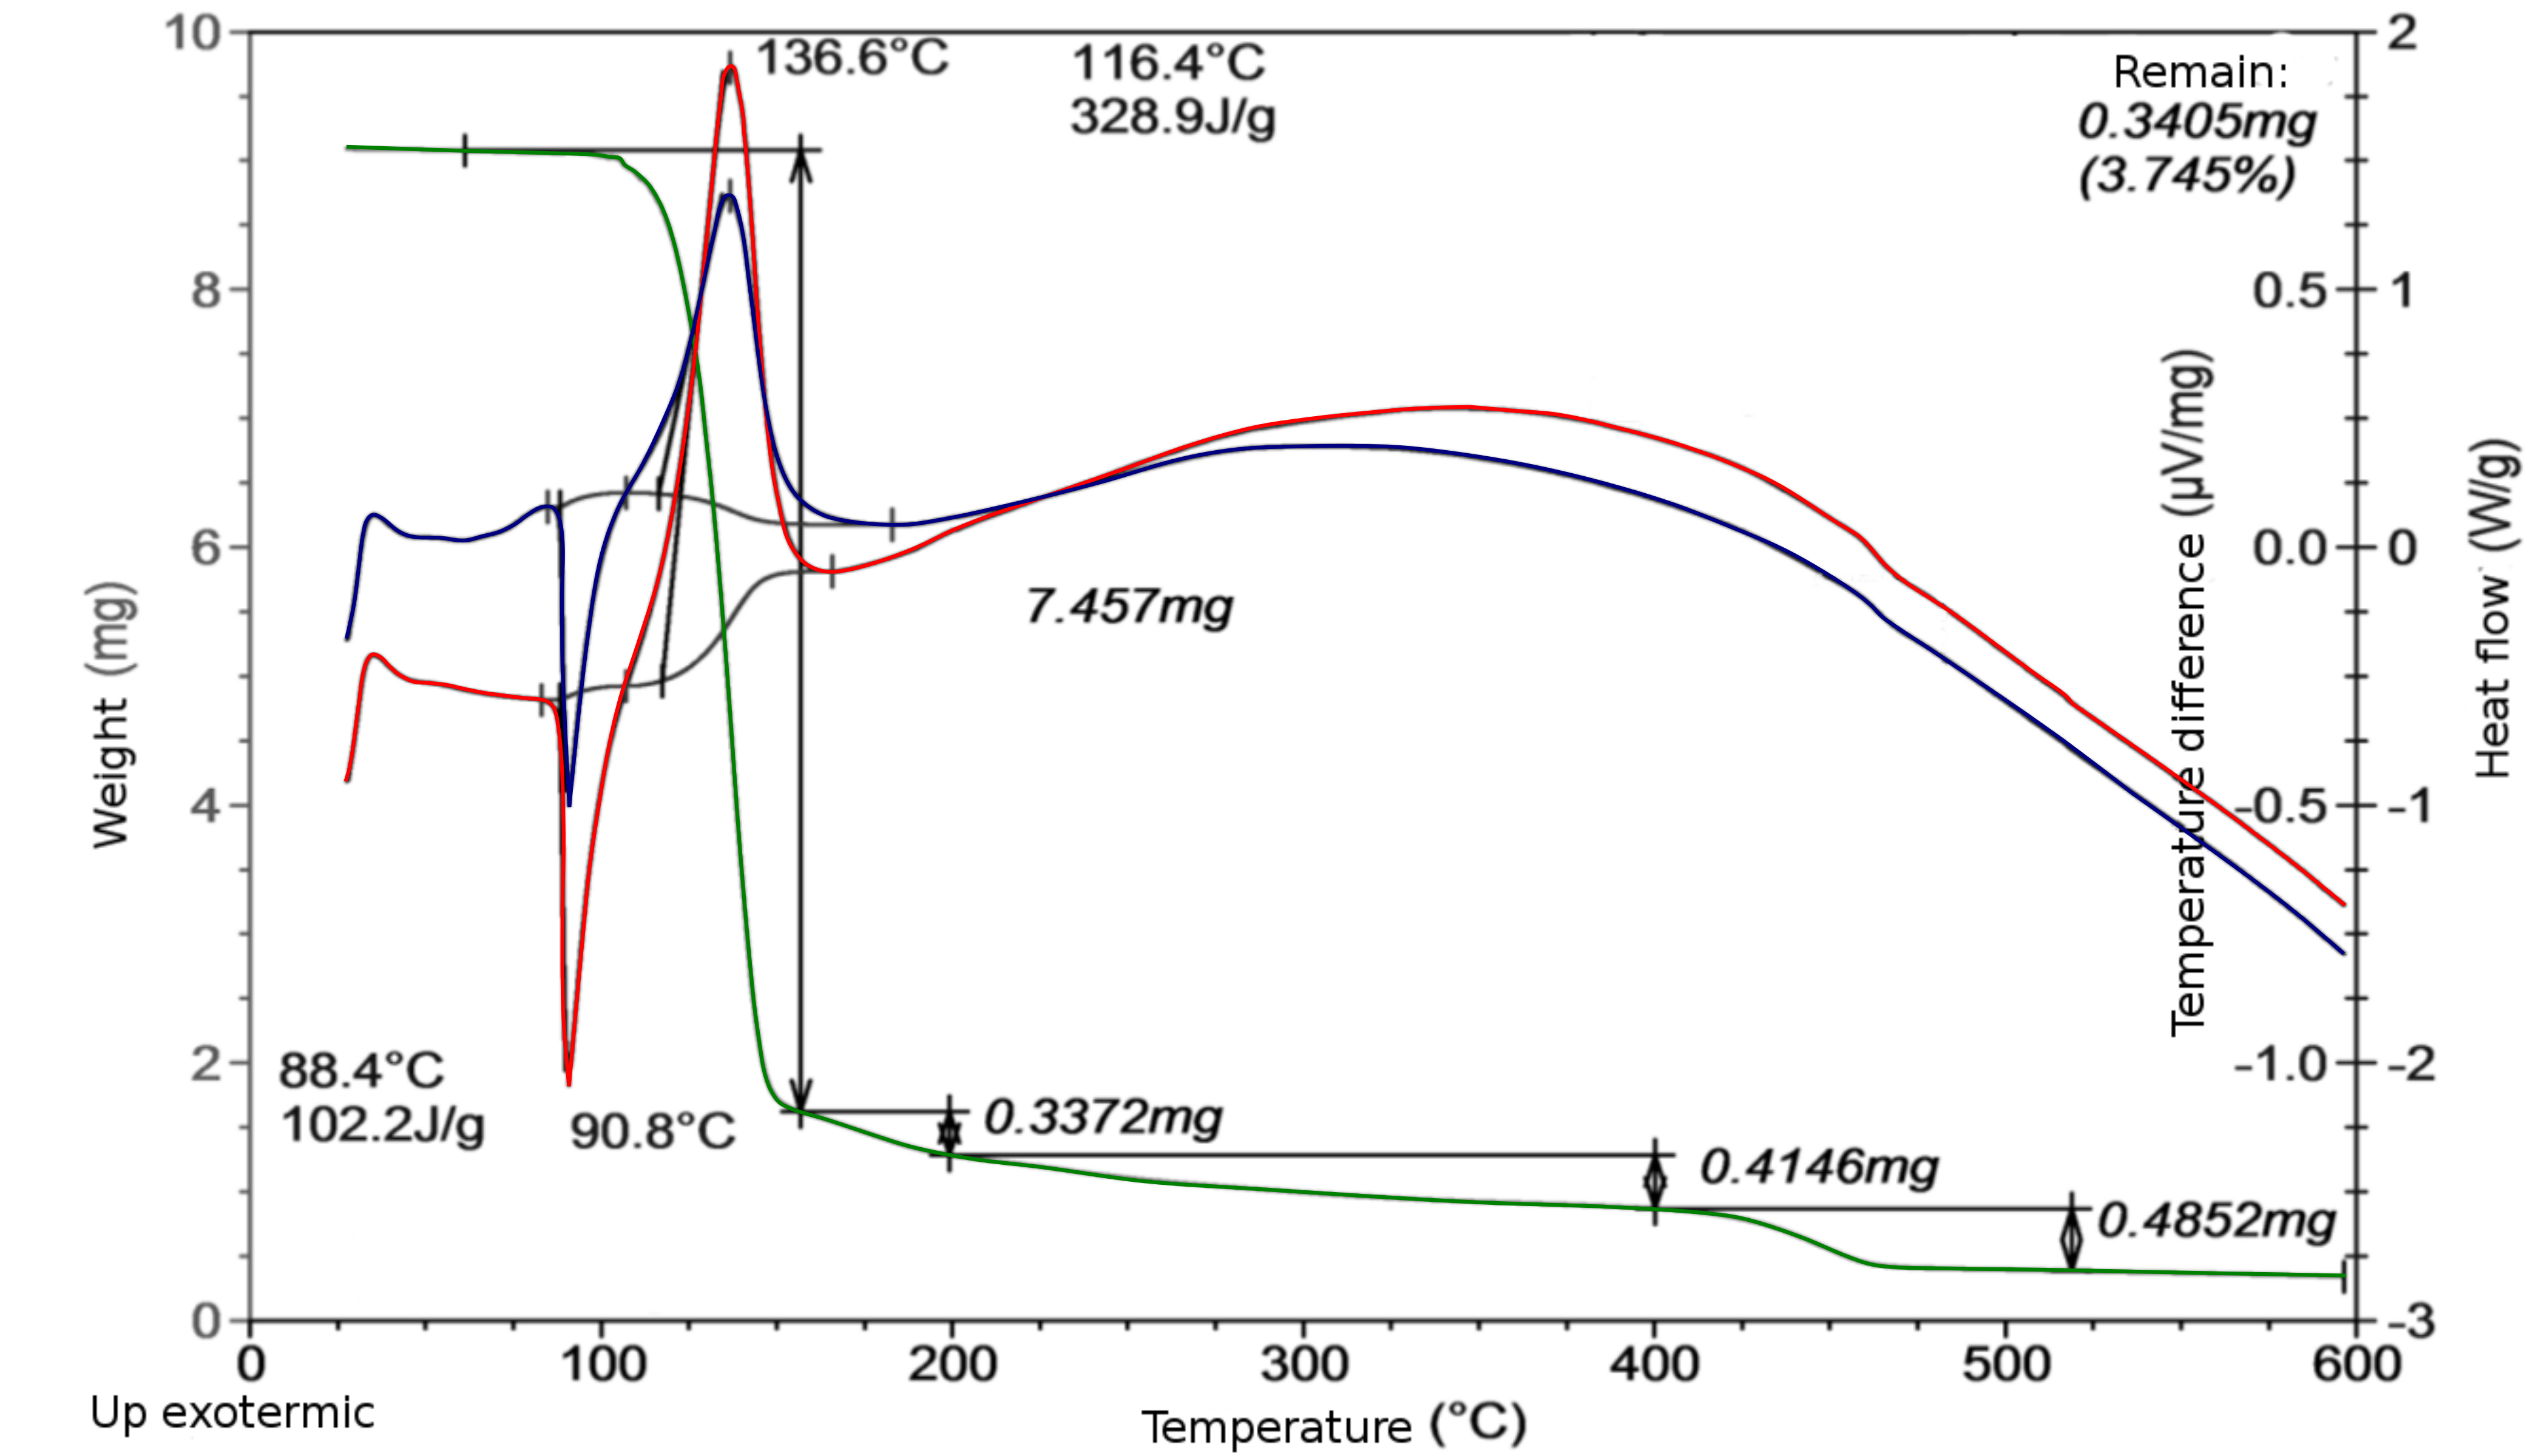 10
8
6
4
2
0
Weight (mg)
136.6°C
116.4°C
328.9J/g
Remain:
0.3405mg
(3.745%)
7.457mg
88.4°C
102.2J/g
90.8°C
0.3372mg
0.4146mg
0.4852mg
0.5
0.0
-0.5
-1.0
Temperature difference (µV/mg)
2
1
0
-1
-2
-3
Heat flow (W/g)
0 100 200 300 400 500 600
Up exotermic
Temperature (°C)